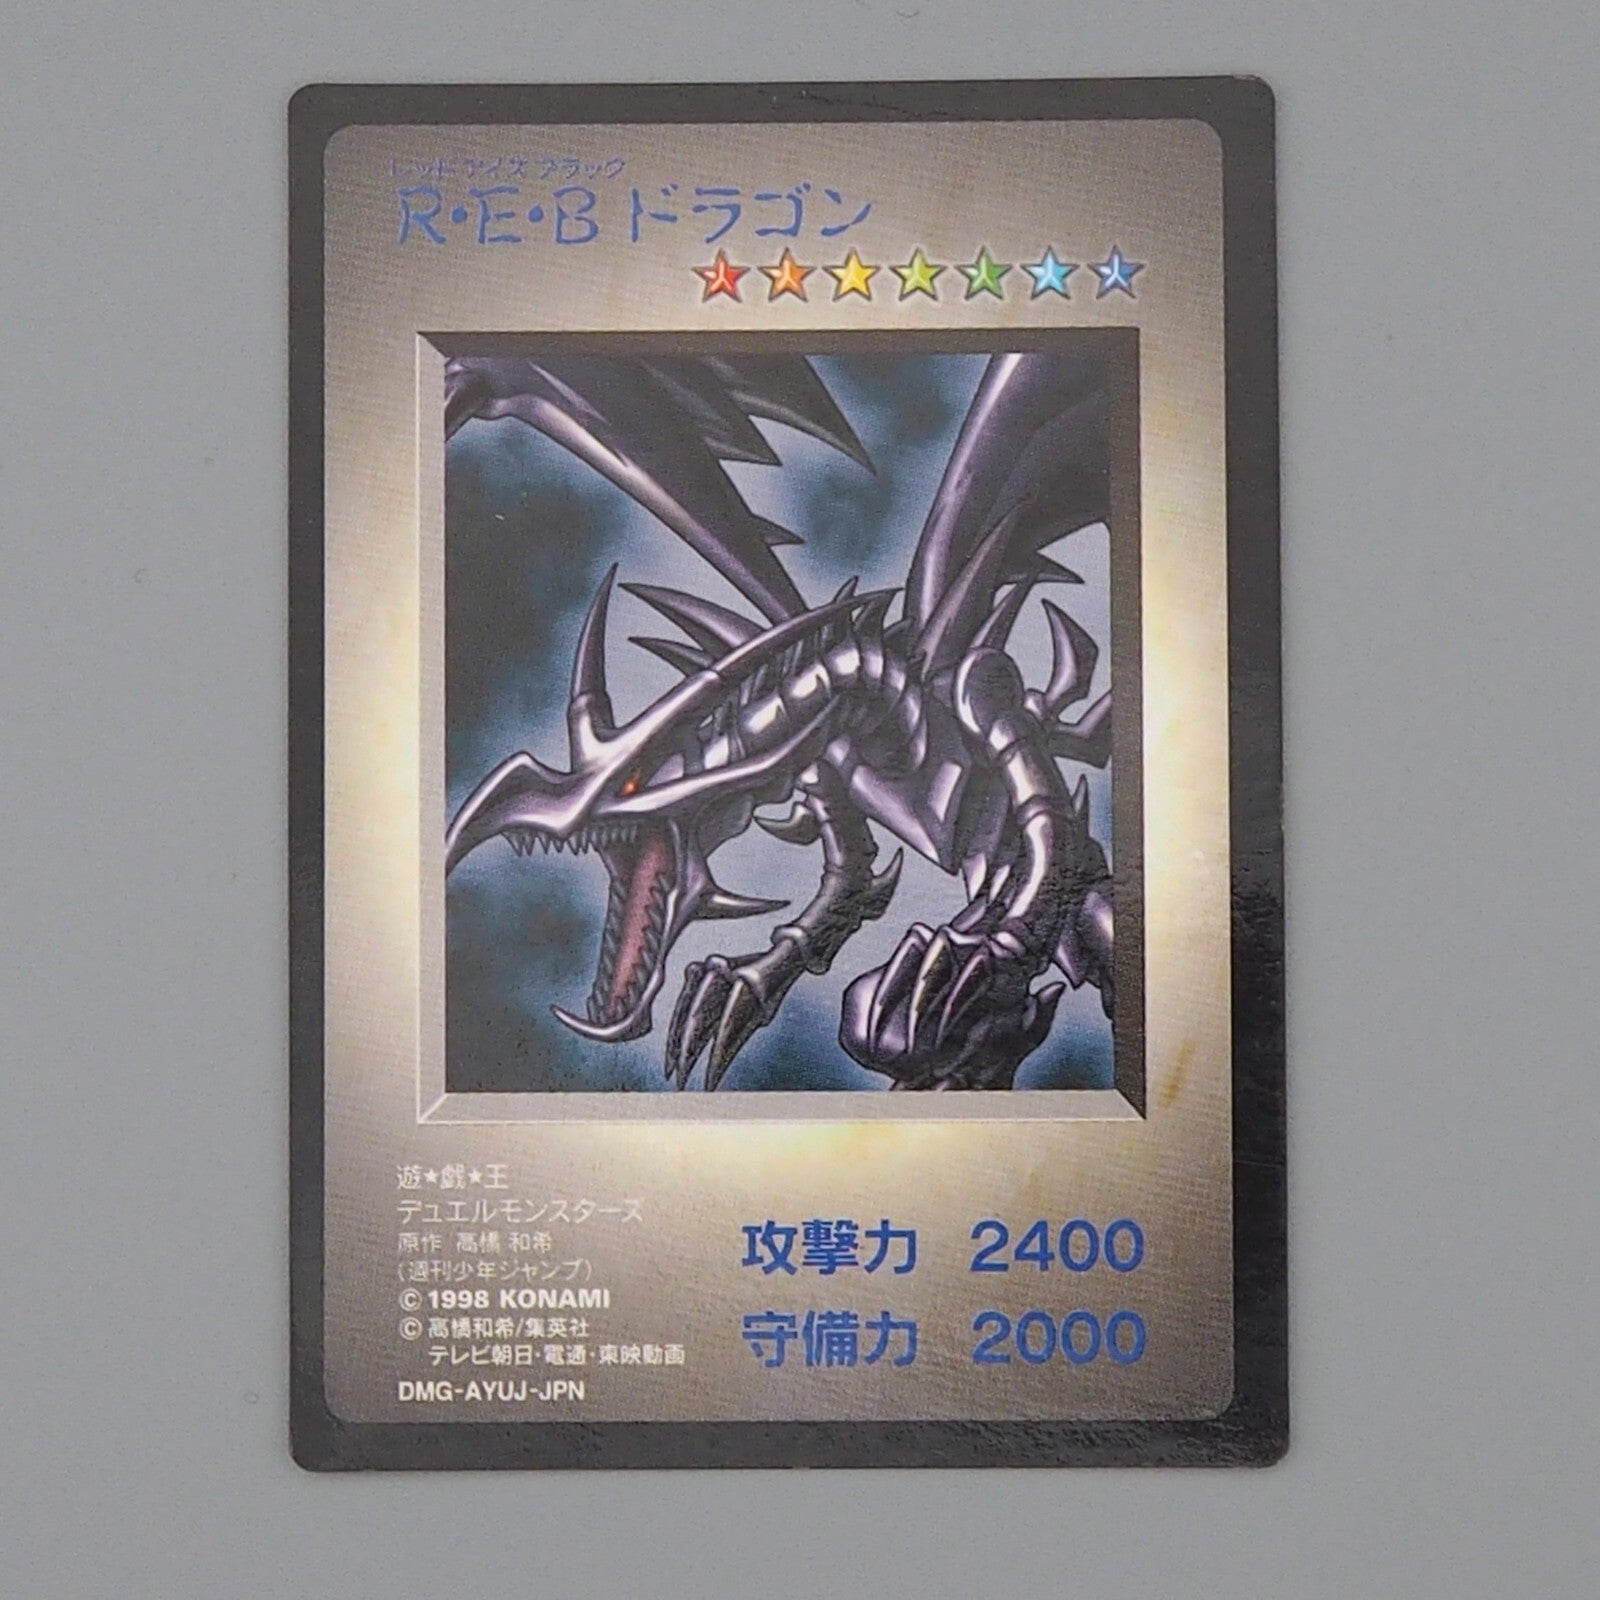 レッドアイズブラック
R・E・Bドラゴン
遊★戯★王
デュエルモンスターズ
原作 高橋 和希
(週刊少年ジャンプ)
© 1998 KONAMI
© 高橋和希/集英社
テレビ朝日・電通・東映動画
DMG-AYUJ-JPN
攻撃力 2400
守備力 2000